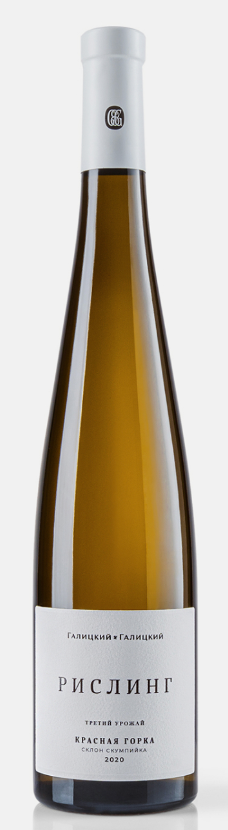 Галицкий и Галицкий
РИСЛИНГ
ТРЕТИЙ УРОЖАЙ
КРАСНАЯ ГОРКА
СКЛОН СКУМПИЙКА
2020